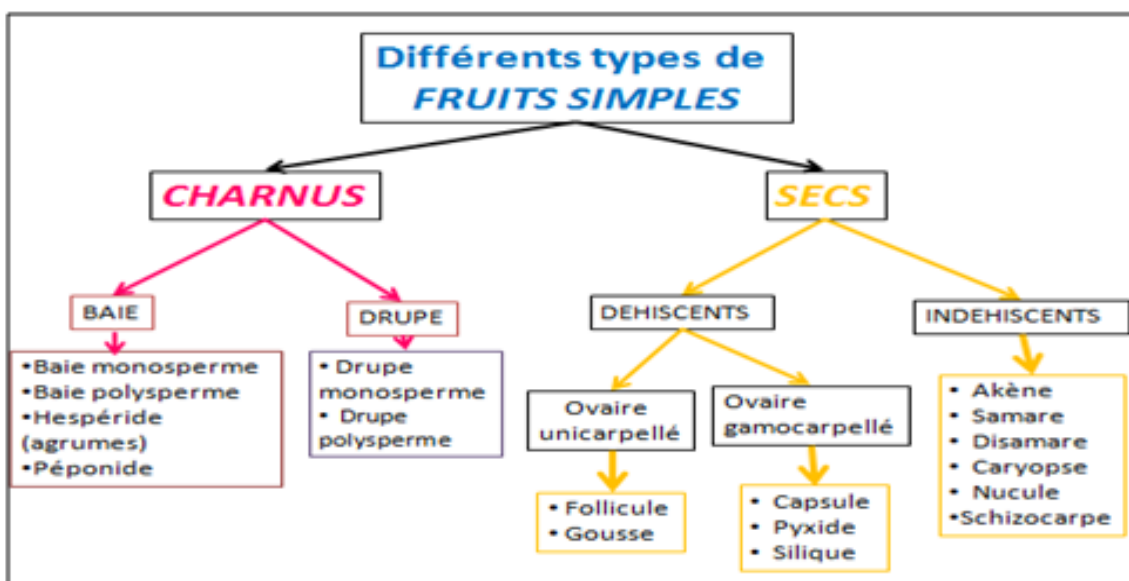 Différents types de
FRUITS SIMPLES
CHARNUS
SECS
BAIE
DRUPE
DEHISCENTS
INDEHISCENTS
•Baie monosperme
•Baie polysperme
•Hespéride
(agrumes)
•Péponide
• Drupe
monosperme
• Drupe
polysperme
Ovaire
unicarpellé
Ovaire
gamocarpellé
• Follicule
• Gousse
• Capsule
• Pyxide
• Silique
• Akène
• Samare
• Disamare
• Caryopse
• Nucule
•Schizocarpe